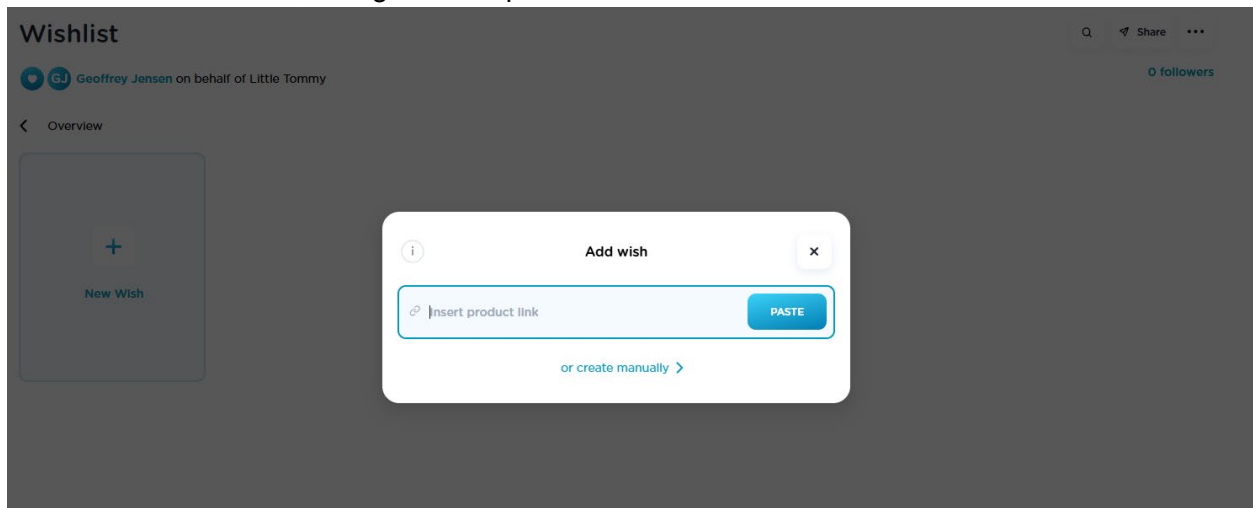 Wishlist
Share
GJ Geoffrey Jensen on behalf of Little Tommy
0 followers
Overview
New Wish
i
Add wish
Insert product link
PASTE
or create manually